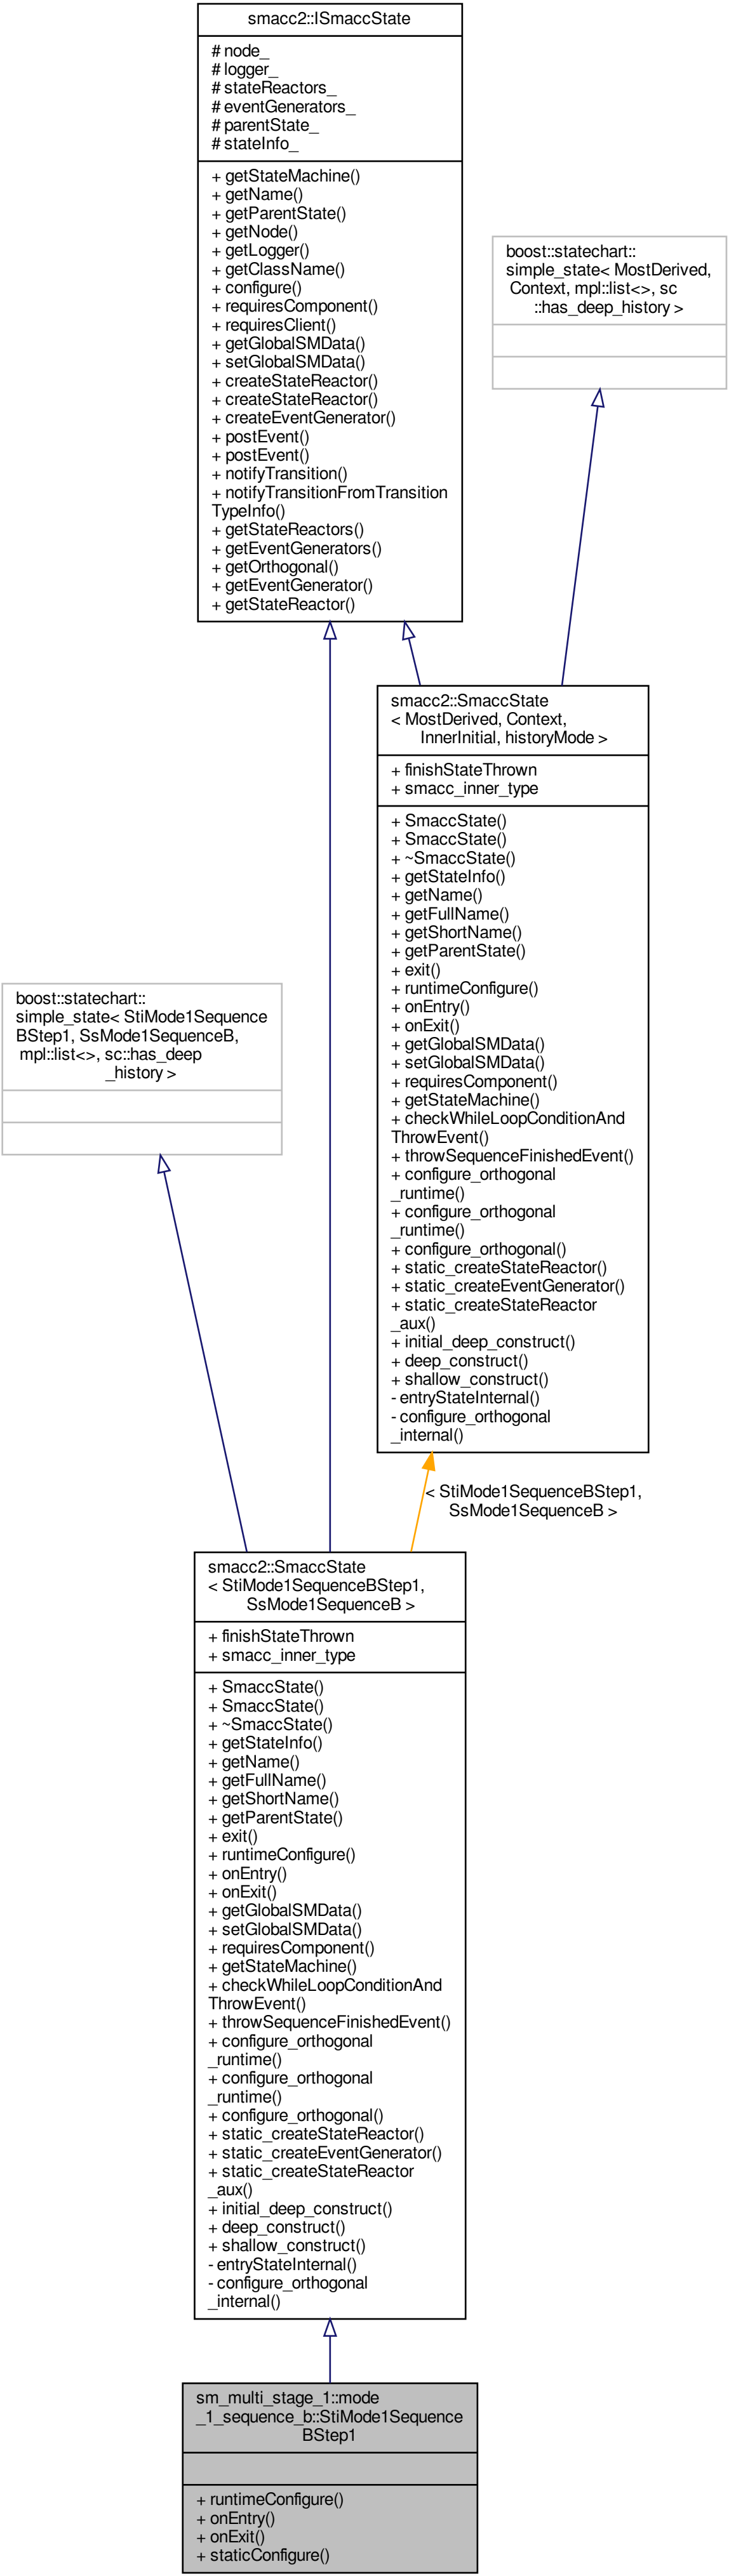 smacc2::ISmaccState
# node_
# logger_
# stateReactors_
# eventGenerators_
# parentState_
# stateInfo_
+ getStateMachine()
+ getName()
+ getParentState()
+ getNode()
+ getLogger()
+ getClassName()
+ configure()
+ requiresComponent()
+ requiresClient()
+ getGlobalSMData()
+ setGlobalSMData()
+ createStateReactor()
+ createStateReactor()
+ createEventGenerator()
+ postEvent()
+ postEvent()
+ notifyTransition()
+ notifyTransitionFromTransition
TypeInfo()
+ getStateReactors()
+ getEventGenerators()
+ getOrthogonal()
+ getEventGenerator()
+ getStateReactor()
boost::statechart::
simple_state< MostDerived,
Context, mpl::list<>, sc
::has_deep_history >
smacc2::SmaccState
< MostDerived, Context,
InnerInitial, historyMode >
+ finishStateThrown
+ smacc_inner_type
+ SmaccState()
+ SmaccState()
+ ~SmaccState()
+ getStateInfo()
+ getName()
+ getFullName()
+ getShortName()
+ getParentState()
+ exit()
+ runtimeConfigure()
+ onEntry()
+ onExit()
+ getGlobalSMData()
+ setGlobalSMData()
+ requiresComponent()
+ getStateMachine()
+ checkWhileLoopConditionAnd
ThrowEvent()
+ throwSequenceFinishedEvent()
+ configure_orthogonal
_runtime()
+ configure_orthogonal
_runtime()
+ configure_orthogonal()
+ static_createStateReactor()
+ static_createEventGenerator()
+ static_createStateReactor
_aux()
+ initial_deep_construct()
+ deep_construct()
+ shallow_construct()
- entryStateInternal()
- configure_orthogonal
_internal()
boost::statechart::
simple_state< StiMode1Sequence
BStep1, SsMode1SequenceB,
mpl::list<>, sc::has_deep
_history >
< StiMode1SequenceBStep1,
SsMode1SequenceB >
smacc2::SmaccState
< StiMode1SequenceBStep1,
SsMode1SequenceB >
+ finishStateThrown
+ smacc_inner_type
+ SmaccState()
+ SmaccState()
+ ~SmaccState()
+ getStateInfo()
+ getName()
+ getFullName()
+ getShortName()
+ getParentState()
+ exit()
+ runtimeConfigure()
+ onEntry()
+ onExit()
+ getGlobalSMData()
+ setGlobalSMData()
+ requiresComponent()
+ getStateMachine()
+ checkWhileLoopConditionAnd
ThrowEvent()
+ throwSequenceFinishedEvent()
+ configure_orthogonal
_runtime()
+ configure_orthogonal
_runtime()
+ configure_orthogonal()
+ static_createStateReactor()
+ static_createEventGenerator()
+ static_createStateReactor
_aux()
+ initial_deep_construct()
+ deep_construct()
+ shallow_construct()
- entryStateInternal()
- configure_orthogonal
_internal()
sm_multi_stage_1::mode
_1_sequence_b::StiMode1Sequence
BStep1
+ runtimeConfigure()
+ onEntry()
+ onExit()
+ staticConfigure()